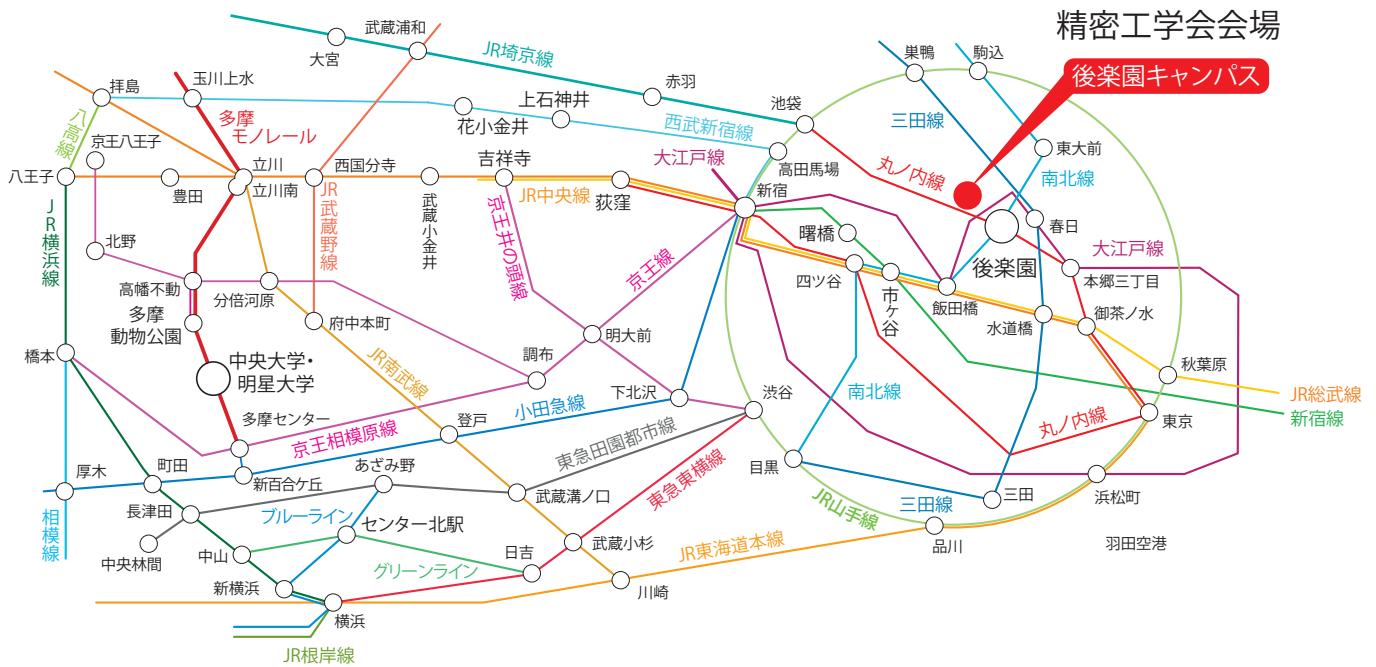 精密工学会会場
後楽園キャンパス
武蔵浦和
大宮
JR埼京線
赤羽
池袋
巣鴨
駒込
拝島
玉川上水
多摩
モノレール
八高線
京王八王子
上石神井
花小金井
西武新宿線
高田馬場
三田線
東大前
南北線
丸ノ内線
大江戸線
八王子
豊田
立川
立川南
西国分寺
武蔵小金井
吉祥寺
JR中央線
荻窪
新宿
曙橋
春日
大江戸線
後楽園
本郷三丁目
JR横浜線
JR武蔵野線
京王井の頭線
京王線
北野
高幡不動
多摩
動物公園
分倍河原
府中本町
四ツ谷
市ヶ谷
飯田橋
水道橋
御茶ノ水
秋葉原
橋本
中央大学・
明星大学
JR南武線
調布
明大前
下北沢
渋谷
南北線
JR総武線
新宿線
東京
丸ノ内線
多摩センター
京王相模原線
登戸
小田急線
東急田園都市線
東急東横線
目黒
厚木
町田
新百合ケ丘
あざみ野
武蔵溝ノ口
JR山手線
三田線
三田
浜松町
相模線
長津田
ブルーライン
センター北駅
中央林間
中山
グリーンライン
日吉
武蔵小杉
JR東海道本線
品川
羽田空港
新横浜
横浜
川崎
JR根岸線